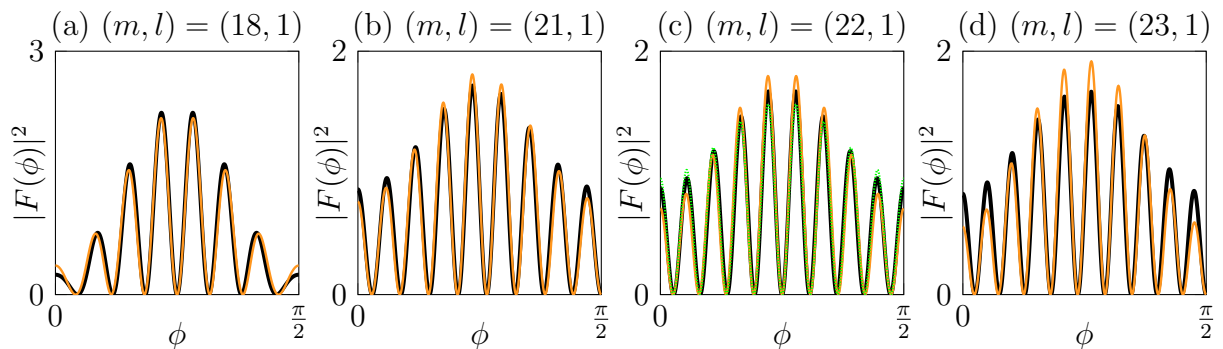 (a) (m, l) = (18, 1)
3
|F(ϕ)|²
0
0
ϕ
π/2
(b) (m, l) = (21, 1)
2
|F(ϕ)|²
0
0
ϕ
π/2
(c) (m, l) = (22, 1)
2
|F(ϕ)|²
0
0
ϕ
π/2
(d) (m, l) = (23, 1)
2
|F(ϕ)|²
0
0
ϕ
π/2